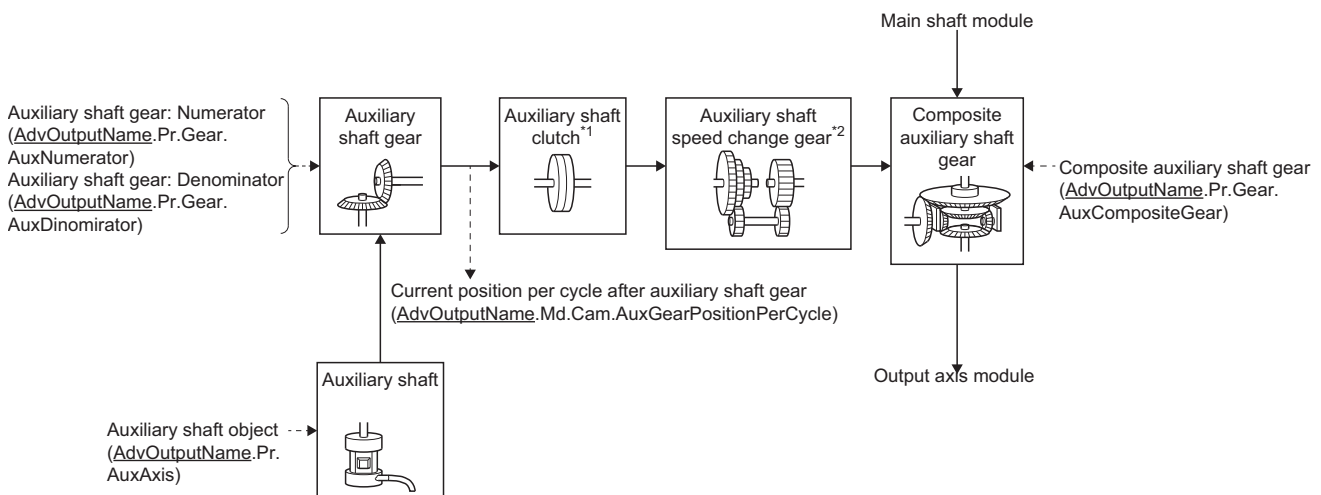 Main shaft module
Auxiliary shaft gear: Numerator
(AdvOutputName.Pr.Gear.
AuxNumerator)
Auxiliary shaft gear: Denominator
(AdvOutputName.Pr.Gear.
AuxDinomirator)
Auxiliary
shaft gear
Auxiliary shaft
clutch*1
Auxiliary shaft
speed change gear*2
Composite
auxiliary shaft
gear
Composite auxiliary shaft gear
(AdvOutputName.Pr.Gear.
AuxCompositeGear)
Current position per cycle after auxiliary shaft gear
(AdvOutputName.Md.Cam.AuxGearPositionPerCycle)
Output axis module
Auxiliary shaft
Auxiliary shaft object
(AdvOutputName.Pr.
AuxAxis)